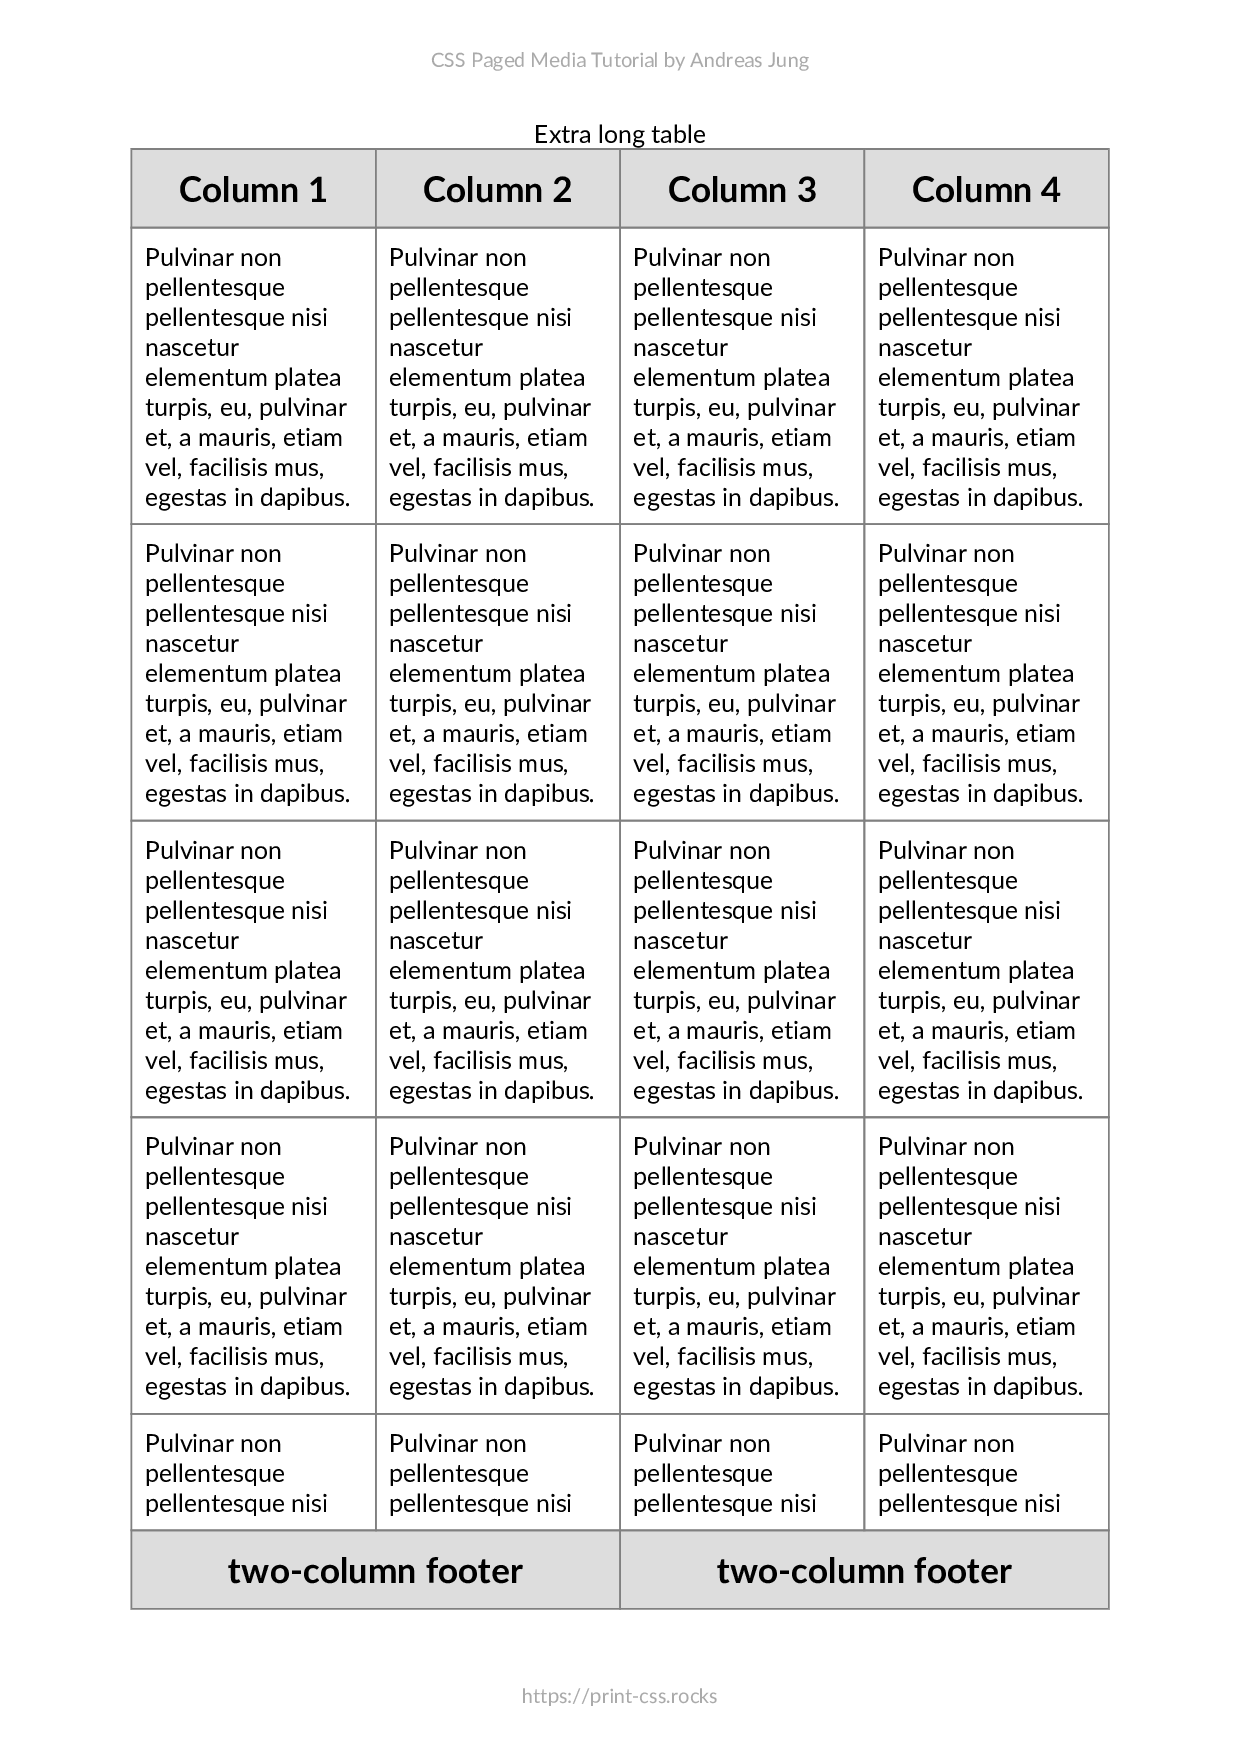 CSS Paged Media Tutorial by Andreas Jung
Extra long table
Column 1 Column 2 Column 3 Column 4
Pulvinar non Pulvinar non Pulvinar non Pulvinar non
pellentesque pellentesque pellentesque pellentesque
pellentesque nisi pellentesque nisi pellentesque nisi pellentesque nisi
nascetur nascetur nascetur nascetur
elementum platea elementum platea elementum platea elementum platea
turpis, eu, pulvinar turpis, eu, pulvinar turpis, eu, pulvinar turpis, eu, pulvinar
et, a mauris, etiam et, a mauris, etiam et, a mauris, etiam et, a mauris, etiam
vel, facilisis mus, vel, facilisis mus, vel, facilisis mus, vel, facilisis mus,
egestas in dapibus. egestas in dapibus. egestas in dapibus. egestas in dapibus.
Pulvinar non Pulvinar non Pulvinar non Pulvinar non
pellentesque pellentesque pellentesque pellentesque
pellentesque nisi pellentesque nisi pellentesque nisi pellentesque nisi
nascetur nascetur nascetur nascetur
elementum platea elementum platea elementum platea elementum platea
turpis, eu, pulvinar turpis, eu, pulvinar turpis, eu, pulvinar turpis, eu, pulvinar
et, a mauris, etiam et, a mauris, etiam et, a mauris, etiam et, a mauris, etiam
vel, facilisis mus, vel, facilisis mus, vel, facilisis mus, vel, facilisis mus,
egestas in dapibus. egestas in dapibus. egestas in dapibus. egestas in dapibus.
Pulvinar non Pulvinar non Pulvinar non Pulvinar non
pellentesque pellentesque pellentesque pellentesque
pellentesque nisi pellentesque nisi pellentesque nisi pellentesque nisi
nascetur nascetur nascetur nascetur
elementum platea elementum platea elementum platea elementum platea
turpis, eu, pulvinar turpis, eu, pulvinar turpis, eu, pulvinar turpis, eu, pulvinar
et, a mauris, etiam et, a mauris, etiam et, a mauris, etiam et, a mauris, etiam
vel, facilisis mus, vel, facilisis mus, vel, facilisis mus, vel, facilisis mus,
egestas in dapibus. egestas in dapibus. egestas in dapibus. egestas in dapibus.
Pulvinar non Pulvinar non Pulvinar non Pulvinar non
pellentesque pellentesque pellentesque pellentesque
pellentesque nisi pellentesque nisi pellentesque nisi pellentesque nisi
nascetur nascetur nascetur nascetur
elementum platea elementum platea elementum platea elementum platea
turpis, eu, pulvinar turpis, eu, pulvinar turpis, eu, pulvinar turpis, eu, pulvinar
et, a mauris, etiam et, a mauris, etiam et, a mauris, etiam et, a mauris, etiam
vel, facilisis mus, vel, facilisis mus, vel, facilisis mus, vel, facilisis mus,
egestas in dapibus. egestas in dapibus. egestas in dapibus. egestas in dapibus.
Pulvinar non Pulvinar non Pulvinar non Pulvinar non
pellentesque pellentesque pellentesque pellentesque
pellentesque nisi pellentesque nisi pellentesque nisi pellentesque nisi
two-column footer two-column footer
https://print-css.rocks